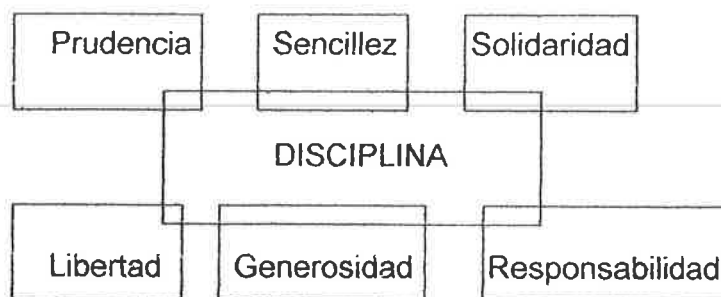 Prudencia
Sencillez
Solidaridad
DISCIPLINA
Libertad
Generosidad
Responsabilidad